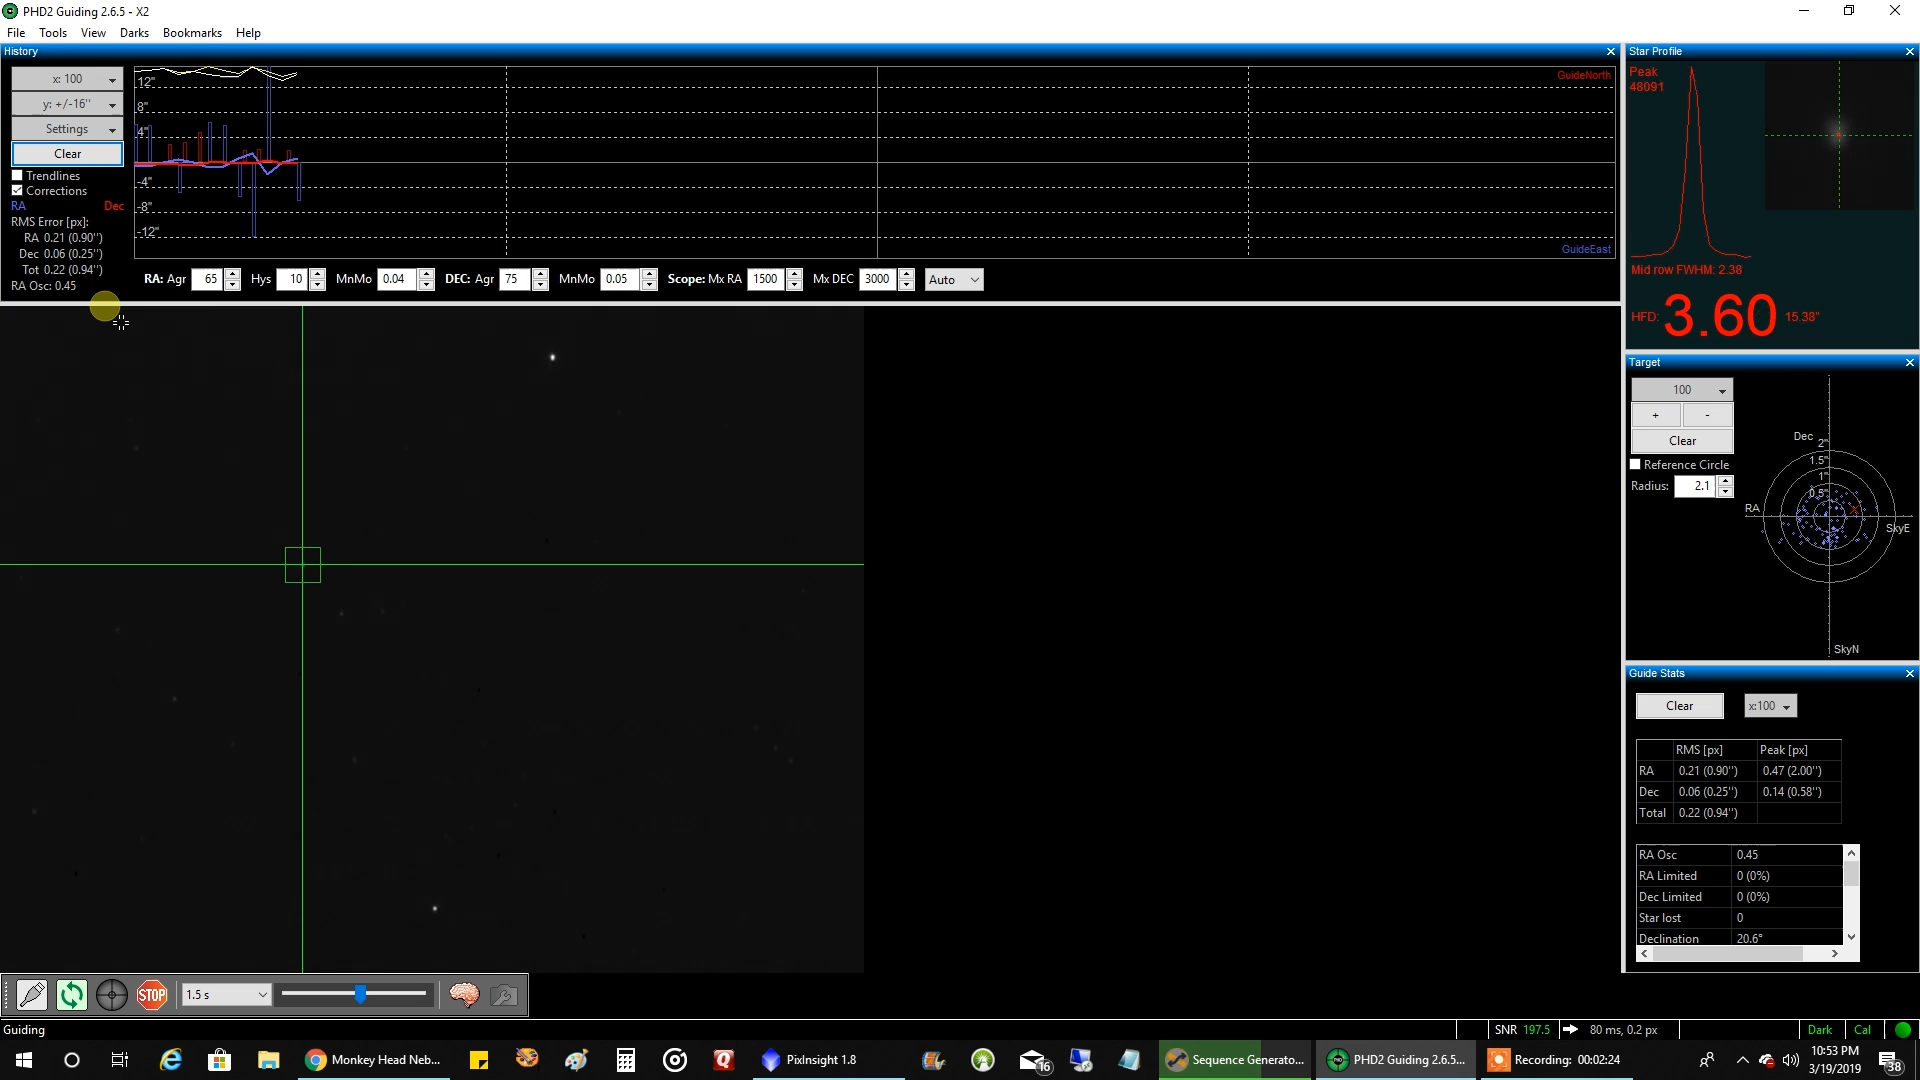 PHD2 Guiding 2.6.5 - X2
File Tools View Darks Bookmarks Help
History
x: 100
y: +/-16"
Settings
Clear
Trendlines
Corrections
RA Dec
RMS Error [px]:
RA 0.21 (0.90")
Dec 0.06 (0.25")
Tot 0.22 (0.94")
RA Osc: 0.45
12"
8"
4"
-4"
-8"
-12"
GuideNorth
GuideEast
RA: Agr 65 Hys 10 MnMo 0.04 DEC: Agr 75 MnMo 0.05 Scope: Mx RA 1500 Mx DEC 3000 Auto
Star Profile
Peak
48091
Mid row FWHM: 2.38
HFD: 3.60 15.38"
Target
100
+ -
Clear
Reference Circle
Radius: 2.1
Dec
2"
1.5"
1"
0.5"
RA
SkyE
SkyN
Guide Stats
Clear x:100
RMS [px] Peak [px]
RA 0.21 (0.90'') 0.47 (2.00'')
Dec 0.06 (0.25'') 0.14 (0.58'')
Total 0.22 (0.94'')
RA Osc 0.45
RA Limited 0 (0%)
Dec Limited 0 (0%)
Star lost 0
Declination 20.6°
STOP 1.5 s
Guiding
SNR 197.5 80 ms, 0.2 px Dark Cal
Monkey Head Neb... PixInsight 1.8 16 Sequence Generato... PHD2 Guiding 2.6.5... Recording: 00:02:24
10:53 PM
3/19/2019
38